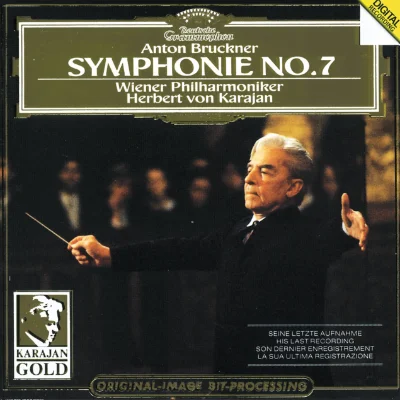 Deutsche
Grammophon
DIGITAL
RECORDING
Anton Bruckner
SYMPHONIE NO. 7
Wiener Philharmoniker
Herbert von Karajan
SEINE LETZTE AUFNAHME
HIS LAST RECORDING
SON DERNIER ENREGISTREMENT
LA SUA ULTIMA REGISTRAZIONE
KARAJAN
GOLD
ORIGINAL-IMAGE BIT-PROCESSING